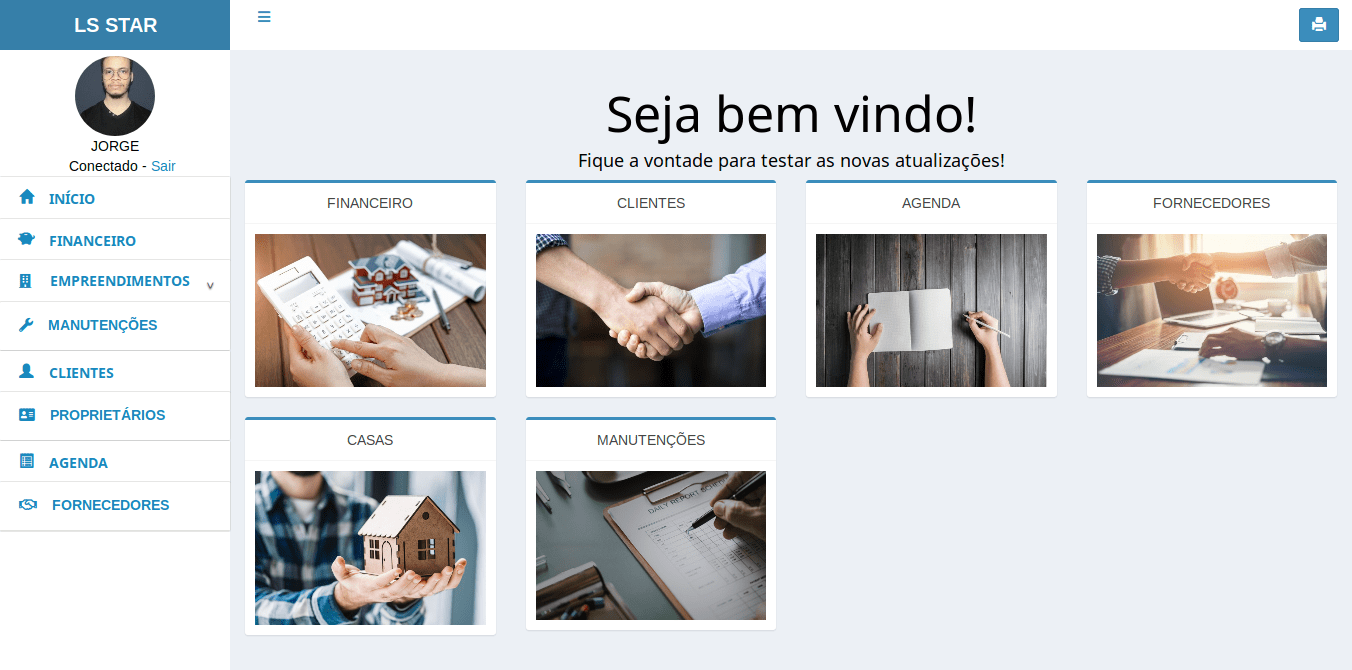 LS STAR
JORGE
Conectado - Sair
INÍCIO
FINANCEIRO
EMPREENDIMENTOS
MANUTENÇÕES
CLIENTES
PROPRIETÁRIOS
AGENDA
FORNECEDORES
Seja bem vindo!
Fique a vontade para testar as novas atualizações!
FINANCEIRO
CLIENTES
AGENDA
FORNECEDORES
CASAS
MANUTENÇÕES
DAILY REPORT